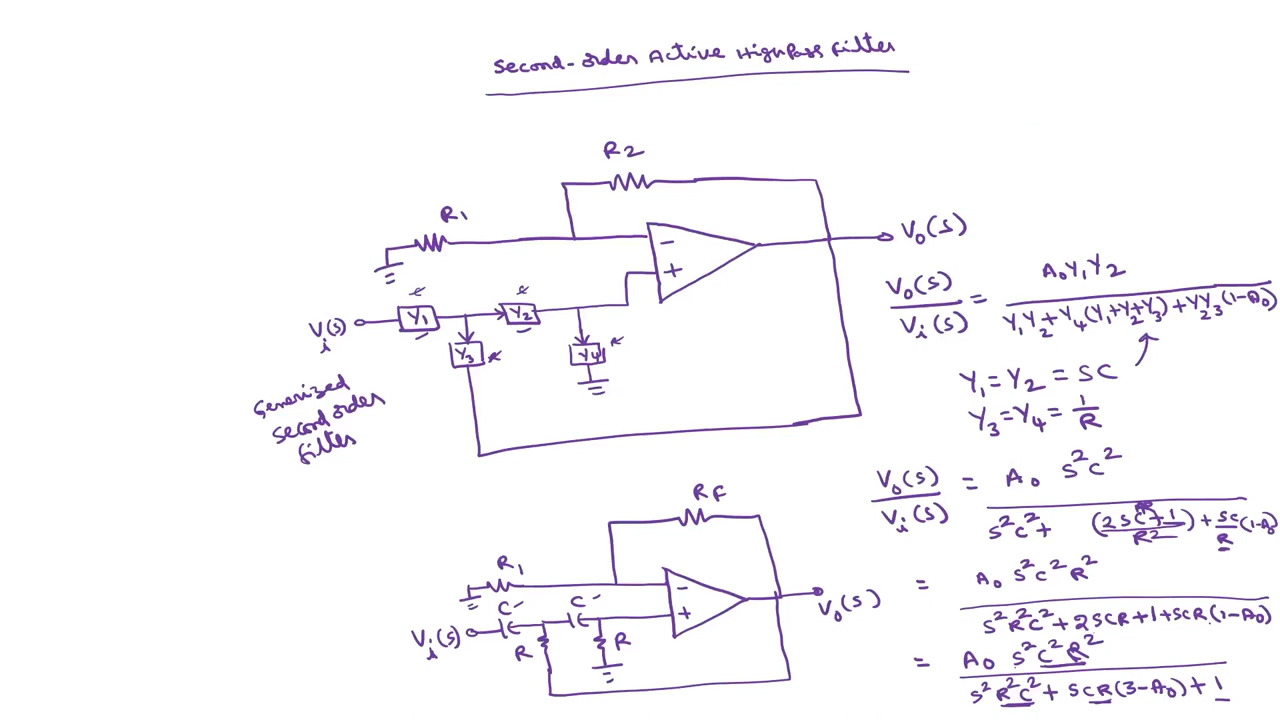 Second-order Active Highpass filter
R2
R1
V₀(s)
- 
+
Vᵢ(s)
Y1
Y2
Y3
Y4
Generized
second order
filter
V₀(s)/Vᵢ(s) = A₀Y₁Y₂ / Y₁Y₂+Y₄(Y₁+Y₂+Y₃)+Y₂Y₃(1-A₀)
Y₁=Y₂=SC
Y₃=Y₄=1/R
V₀(s)/Vᵢ(s) = A₀ s²c² / s²c²+ (2SCR+1)/R² + SC/R(1-A₀)
= A₀ s²c²R² / s²R²c²+2SCR+1+SCR(1-A₀)
= A₀ s²c²R² / s²R²c²+SCR(3-A₀)+1
RF
R1
-
+
C
C
Vᵢ(s)
R
R
V₀(s)